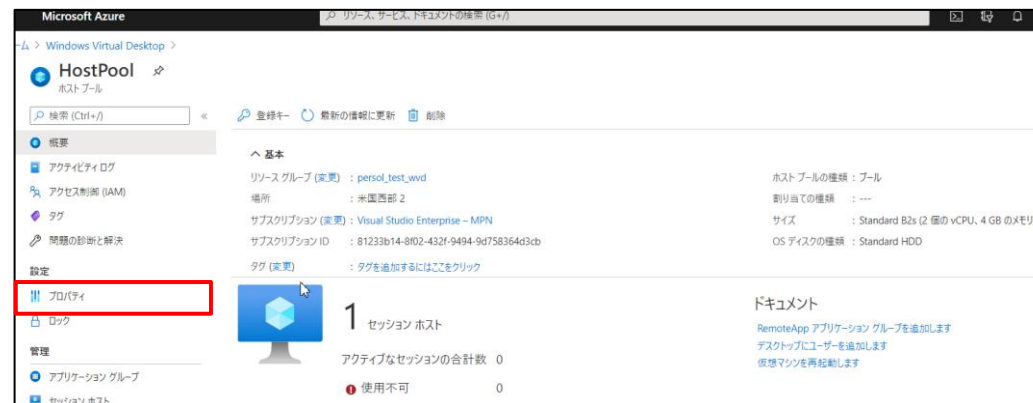 Microsoft Azure
リソース、サービス、ドキュメントの検索 (G+/)
Windows Virtual Desktop >
HostPool
ホスト プール
検索 (Ctrl+/)
«
登録キー
最新の情報に更新
削除
概要
アクティビティ ログ
アクセス制御 (IAM)
タグ
問題の診断と解決
設定
プロパティ
ロック
管理
アプリケーション グループ
セッション ホスト
基本
リソース グループ (変更) : persol_test_wvd
場所 : 米国西部 2
サブスクリプション (変更) : Visual Studio Enterprise – MPN
サブスクリプション ID : 81233b14-8f02-432f-9494-9d758364d3cb
タグ (変更) : タグを追加するにはここをクリック
ホスト プールの種類 : プール
割り当ての種類 : ---
サイズ : Standard B2s (2 個の vCPU、4 GB のメモリ
OS ディスクの種類 : Standard HDD
1 セッション ホスト
アクティブなセッションの合計数 0
使用不可 0
ドキュメント
RemoteApp アプリケーション グループを追加します
デスクトップにユーザーを追加します
仮想マシンを再起動します